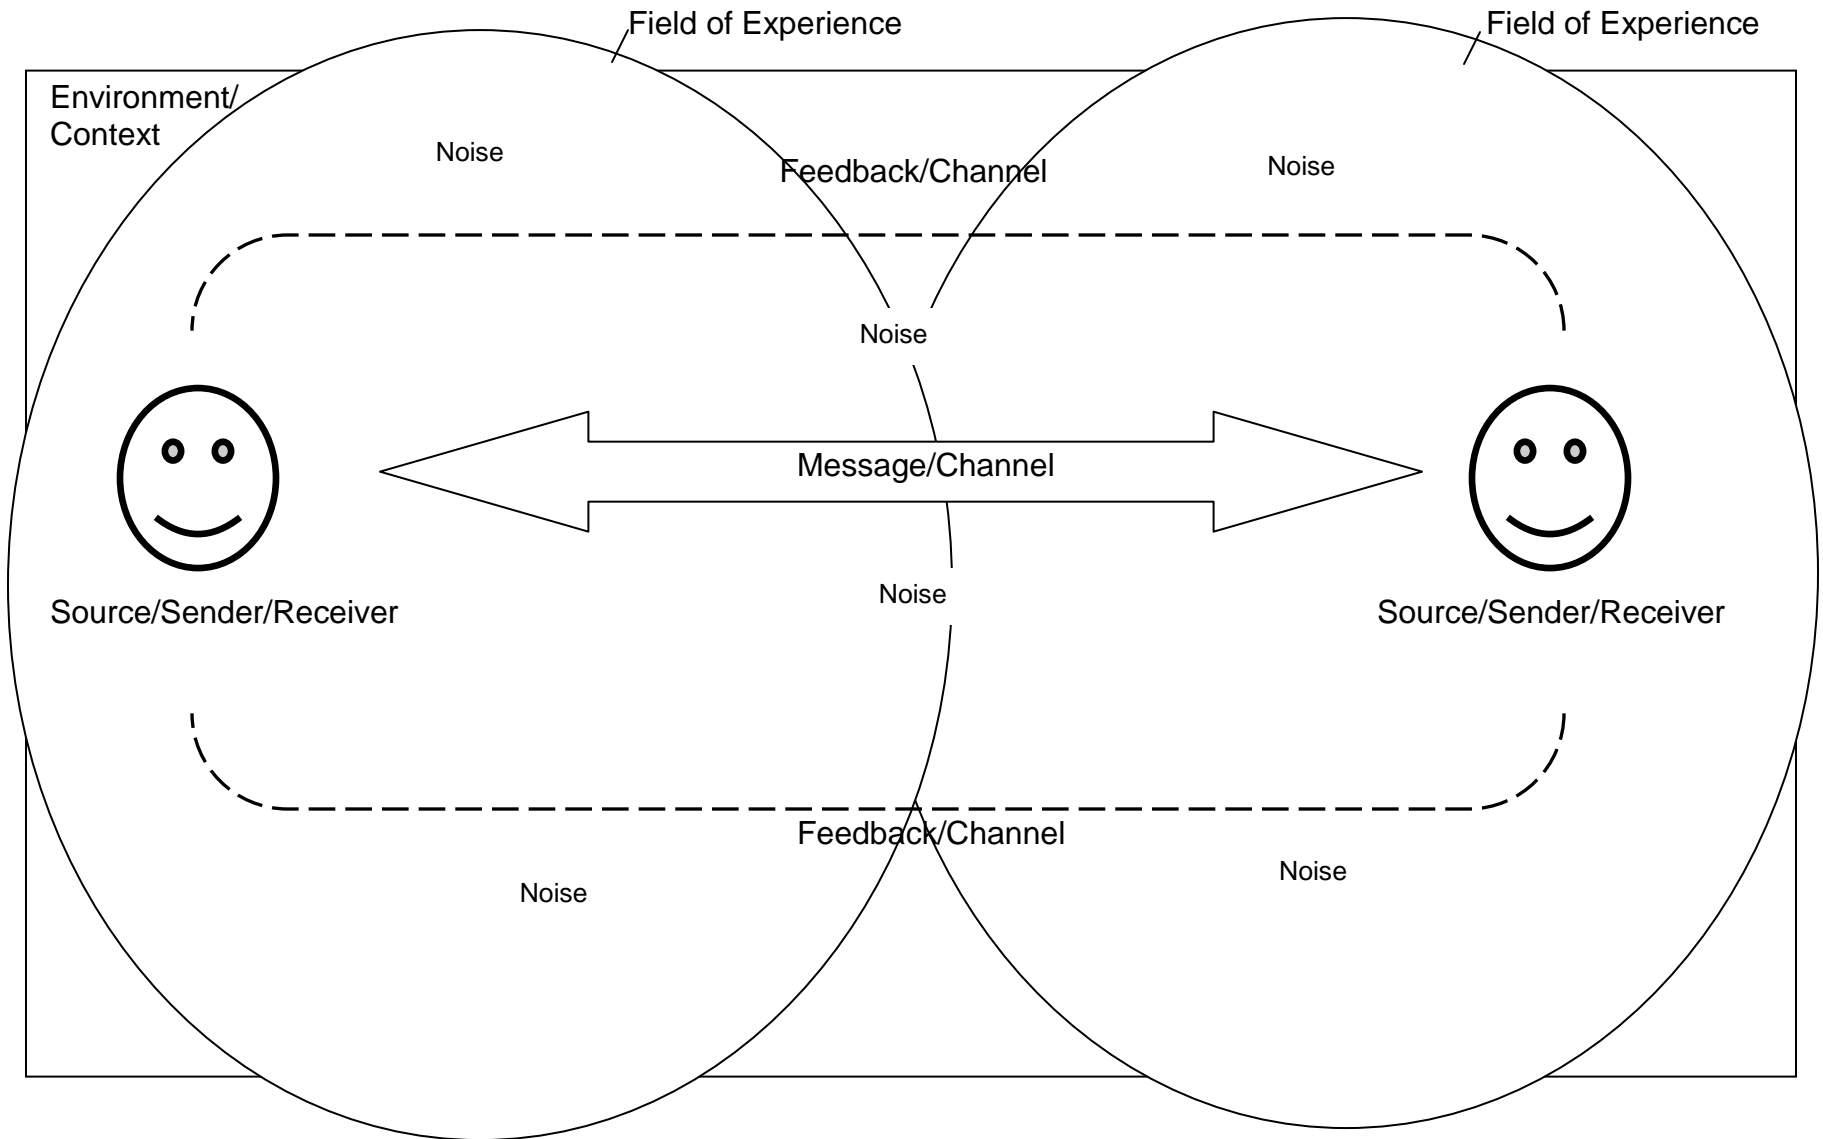 Field of Experience
Field of Experience
Environment/
Context
Noise
Feedback/Channel
Noise
Noise
Message/Channel
Noise
Source/Sender/Receiver
Source/Sender/Receiver
Feedback/Channel
Noise
Noise